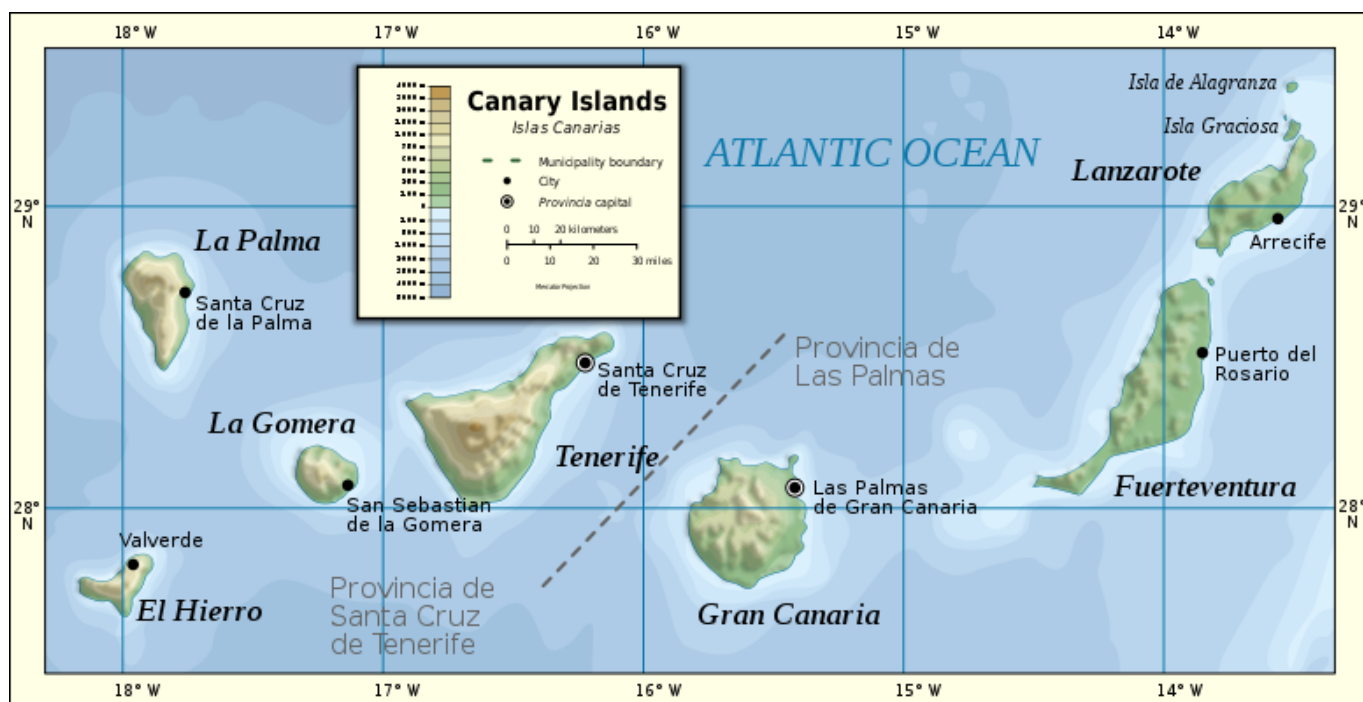 18° W
17° W
16° W
15° W
14° W
Canary Islands
Islas Canarias
Municipality boundary
City
Provincia capital
0 10 20 kilometers
0 10 20 30 miles
Mercator Projection
ATLANTIC OCEAN
Isla de Alagranza
Isla Graciosa
Lanzarote
29°
N
29°
N
Arrecife
La Palma
Santa Cruz
de la Palma
Santa Cruz
de Tenerife
Provincia de
Las Palmas
Puerto del
Rosario
La Gomera
Tenerife
San Sebastian
de la Gomera
Las Palmas
de Gran Canaria
Fuerteventura
28°
N
28°
N
Valverde
El Hierro
Provincia de
Santa Cruz
de Tenerife
Gran Canaria
18° W
17° W
16° W
15° W
14° W